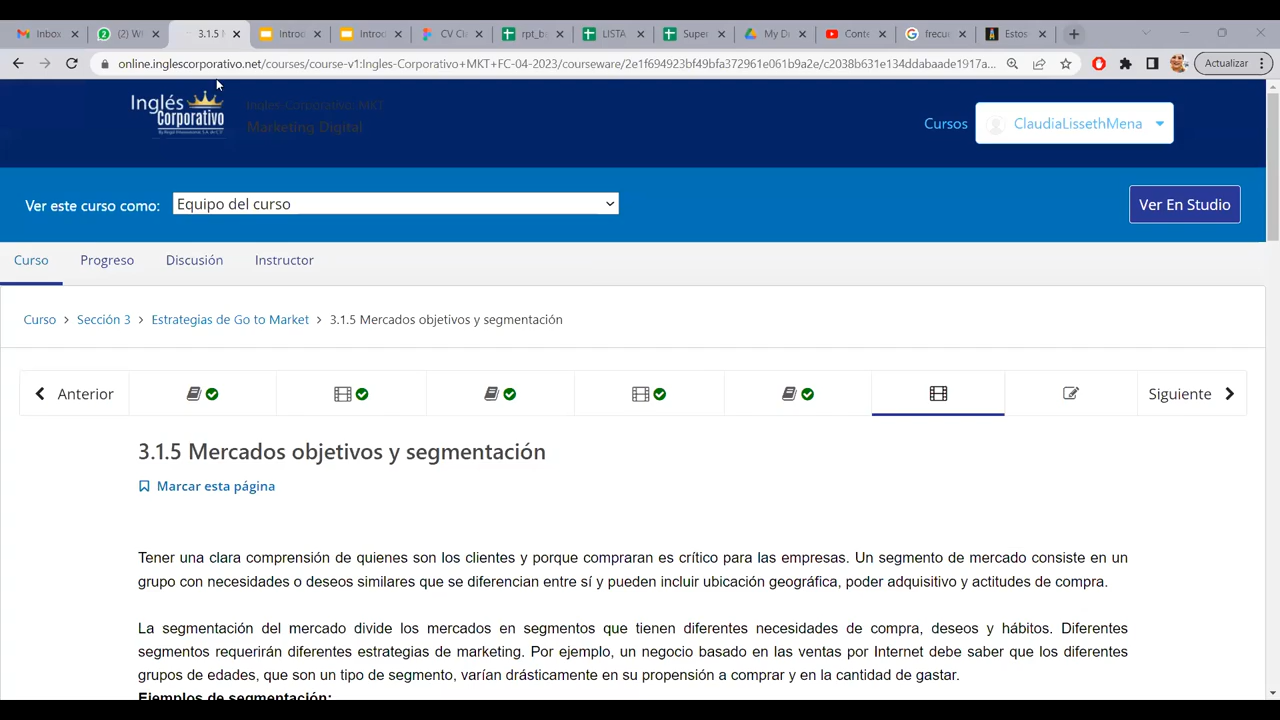 Inbox
(2) W
3.1.5 M
Introd
Introd
CV Cl
rpt_b
LISTA
Super
My D
Conte
frecu
Estos
online.inglescorporativo.net/courses/course-v1:Ingles-Corporativo+MKT+FC-04-2023/courseware/2e1f694923bf49bfa372961e061b9a2e/c2038b631e134ddabaade1917a...
Actualizar
Inglés
Corporativo
Ingles-Corporativo, MKT
Marketing Digital
Cursos
ClaudiaLissethMena
Ver este curso como:
Equipo del curso
Ver En Studio
Curso
Progreso
Discusión
Instructor
Curso > Sección 3 > Estrategias de Go to Market > 3.1.5 Mercados objetivos y segmentación
Anterior
Siguiente
3.1.5 Mercados objetivos y segmentación
Marcar esta página
Tener una clara comprensión de quienes son los clientes y porque compraran es crítico para las empresas. Un segmento de mercado consiste en un
grupo con necesidades o deseos similares que se diferencian entre sí y pueden incluir ubicación geográfica, poder adquisitivo y actitudes de compra.
La segmentación del mercado divide los mercados en segmentos que tienen diferentes necesidades de compra, deseos y hábitos. Diferentes
segmentos requerirán diferentes estrategias de marketing. Por ejemplo, un negocio basado en las ventas por Internet debe saber que los diferentes
grupos de edades, que son un tipo de segmento, varían drásticamente en su propensión a comprar y en la cantidad de gastar.
Ejemplos de segmentación: